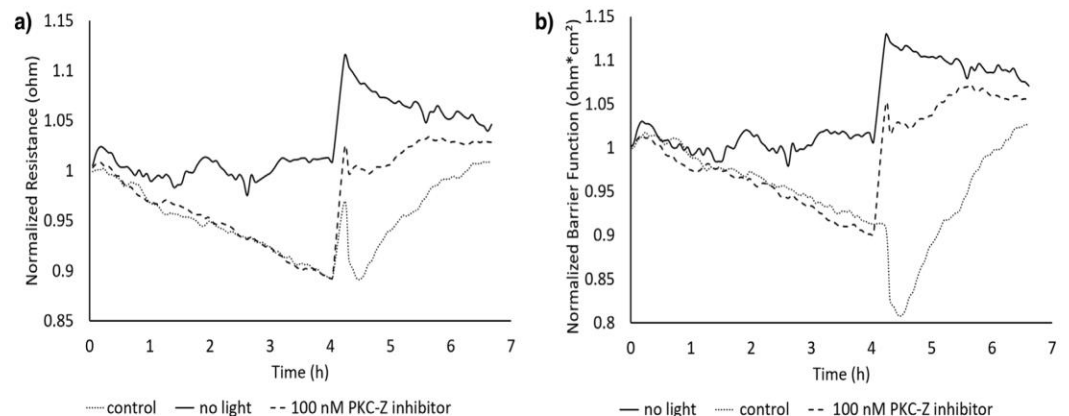 a)
Normalized Resistance (ohm)
1.15
1.1
1.05
1
0.95
0.9
0.85
0 1 2 3 4 5 6 7
Time (h)
control no light 100 nM PKC-Z inhibitor
b)
Normalized Barrier Function (ohm*cm²)
1.15
1.1
1.05
1
0.95
0.9
0.85
0.8
0 1 2 3 4 5 6 7
Time (h)
no light control 100 nM PKC-Z inhibitor